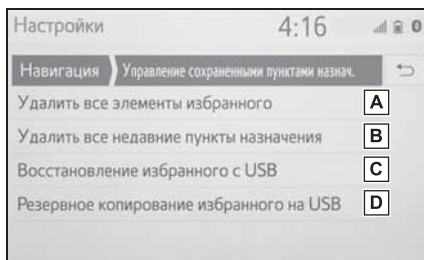 Настройки 4:16 0
Навигация Управление сохраненными пунктами назнач.
Удалить все элементы избранного A
Удалить все недавние пункты назначения B
Восстановление избранного с USB C
Резервное копирование избранного на USB D